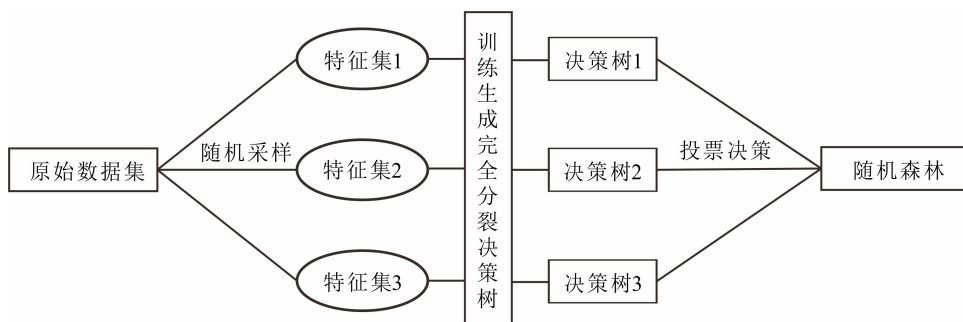 原始数据集
随机采样
特征集1
特征集2
特征集3
训练生成完全分裂决策树
决策树1
决策树2
决策树3
投票决策
随机森林